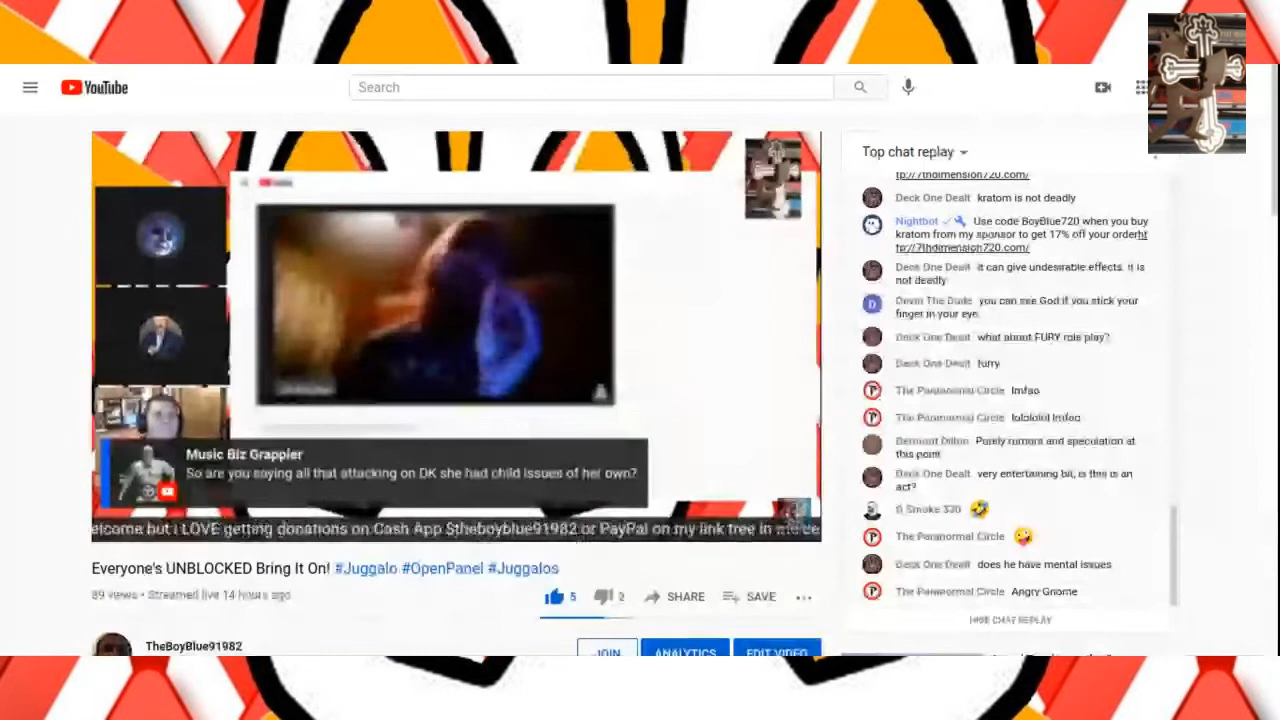 YouTube
Search
Top chat replay
tp://7thdimension720.com/
Deck One Dealt kratom is not deadly
Nightbot Use code BoyBlue720 when you buy
kratom from my sponsor to get 17% off your orderht
tp://7thdimension720.com/
Deck One Dealt it can give undesirable effects. It is
not deadly
D
Devin The Dude you can see God if you stick your
finger in your eye.
Deck One Dealt what about FURY role play?
Deck One Dealt furry
The Paranormal Circle lmfao
The Paranormal Circle lolololol lmfao
Dermount Dillon Purely rumors and speculation at
this point
Deck One Dealt very entertaining bit, is this is an
act?
Smoke 320
The Paranormal Circle
Deck One Dealt does he have mental issues
The Paranormal Circle Angry Gnome
HIDE CHAT REPLAY
Music Biz Grappler
So are you saying all that attacking on DK she had child issues of her own?
elcome but i LOVE getting donations on Cash App $theboyblue91982 or PayPal on my link tree in
Everyone's UNBLOCKED Bring It On! #Juggalo #OpenPanel #Juggalos
89 views • Streamed live 14 hours ago
5
2
SHARE
SAVE
TheBoyBlue91982
JOIN
ANALYTICS
EDIT VIDEO